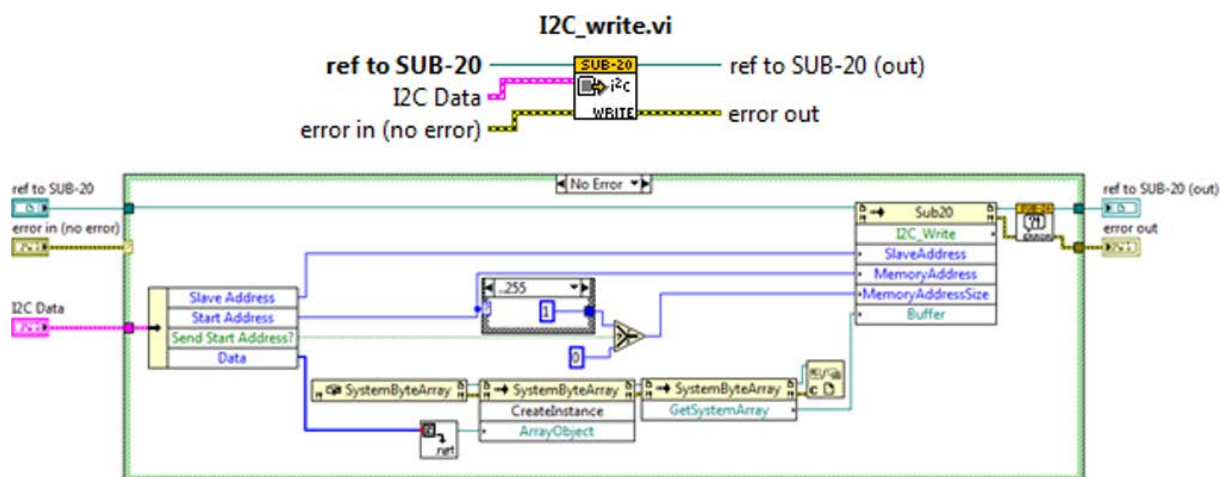 I2C_write.vi
ref to SUB-20
SUB-20
ref to SUB-20 (out)
I2C Data
i²c
WRITE
error in (no error)
error out
No Error
ref to SUB-20
ref to SUB-20 (out)
Sub20
error in (no error)
ERROR
error out
I2C_Write
SlaveAddress
..255
MemoryAddress
Slave Address
I2C Data
Start Address
1
MemoryAddressSize
Send Start Address?
Buffer
Data
0
SystemByteArray
SystemByteArray
SystemByteArray
CreateInstance
GetSystemArray
ArrayObject
.net